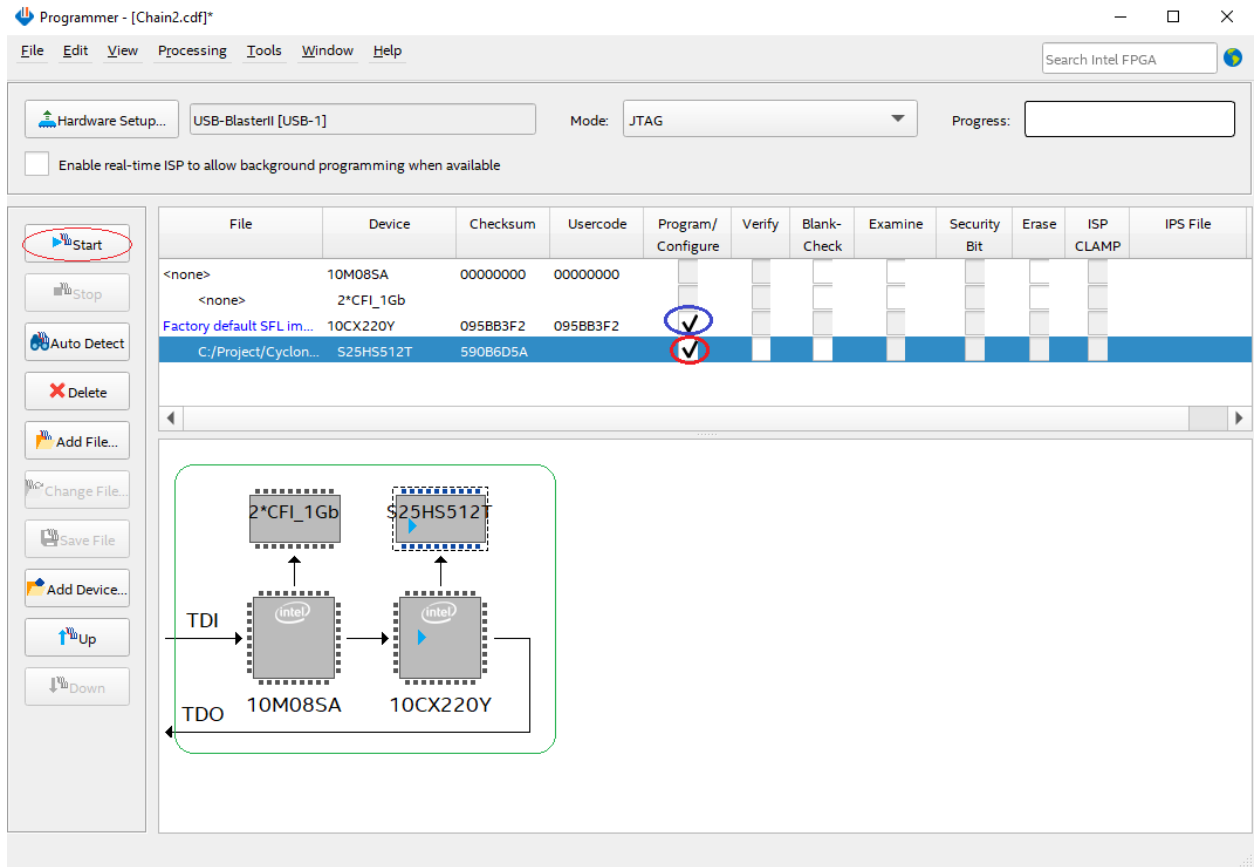 Programmer - [Chain2.cdf]*
File Edit View Processing Tools Window Help
Search Intel FPGA
Hardware Setup... USB-BlasterII [USB-1] Mode: JTAG Progress:
Enable real-time ISP to allow background programming when available
File Device Checksum Usercode Program/ Verify Blank- Examine Security Erase ISP IPS File
Configure Check Bit CLAMP
<none> 10M08SA 00000000 00000000
<none> 2*CFI_1Gb
Factory default SFL im... 10CX220Y 095BB3F2 095BB3F2
C:/Project/Cyclon... S25HS512T 590B6D5A
Start
Stop
Auto Detect
Delete
Add File...
Change File...
Save File
Add Device...
Up
Down
2*CFI_1Gb S25HS512T
intel intel
TDI
10M08SA 10CX220Y
TDO